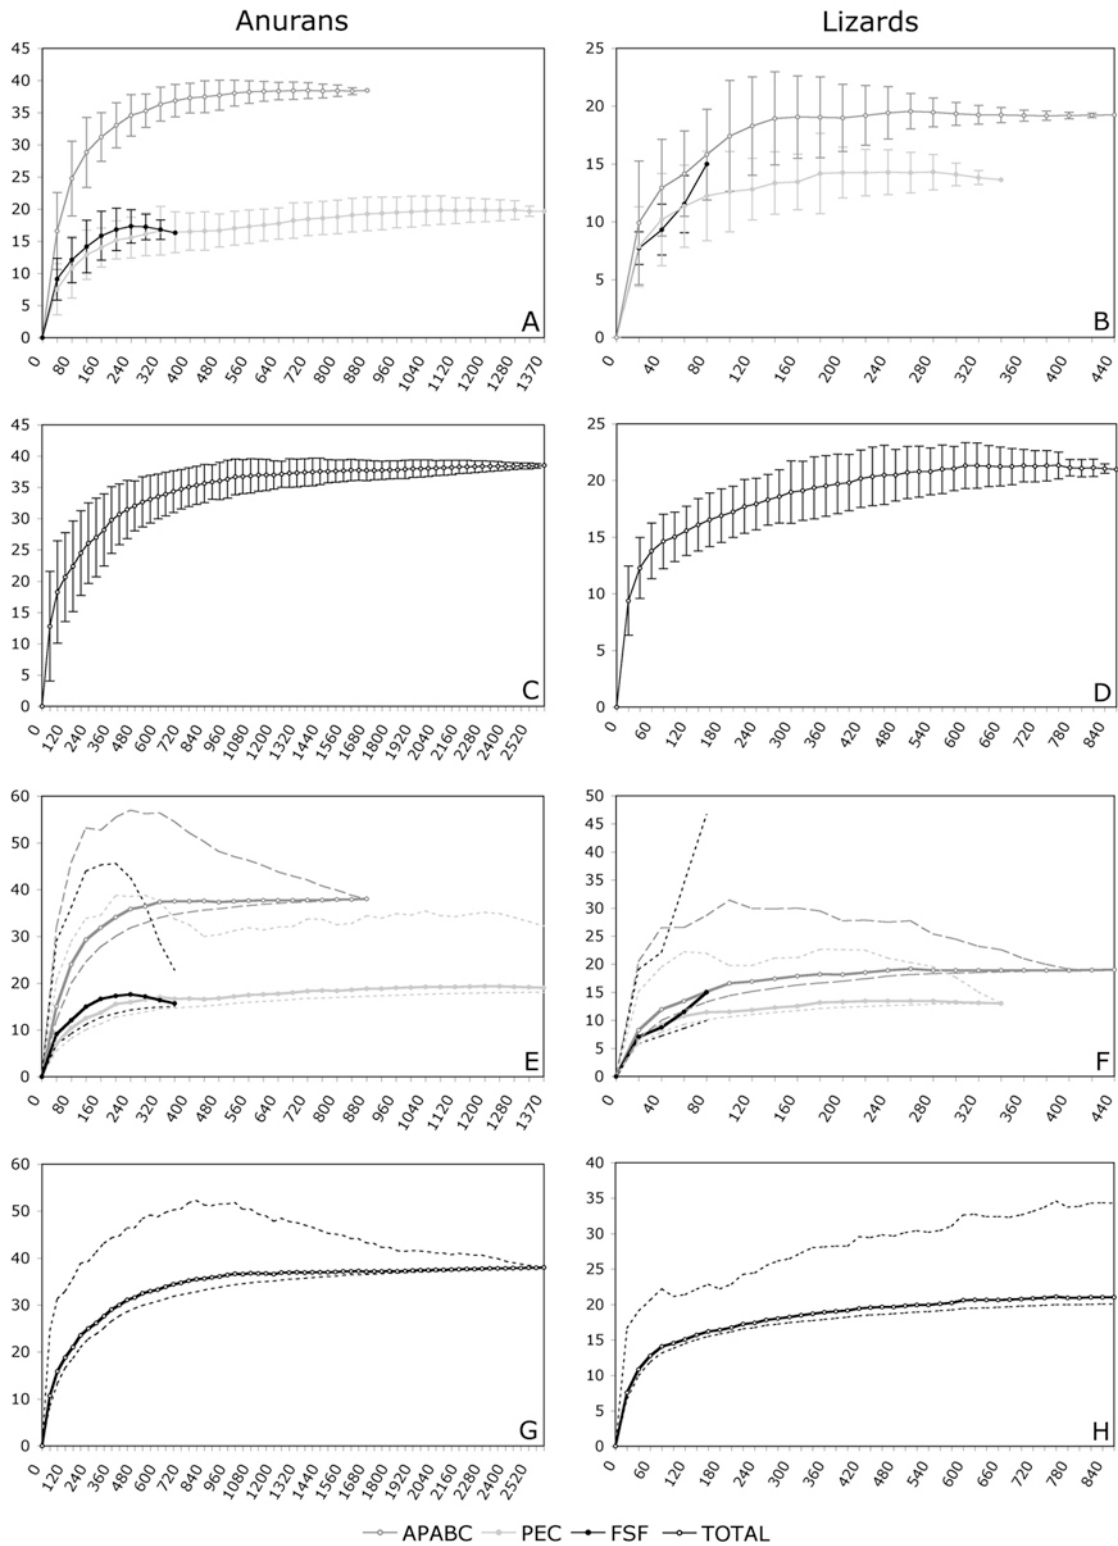 Anurans Lizards
45 40 35 30 25 20 15 10 5 0
A
0 80 160 240 320 400 480 560 640 720 800 880 960 1040 1120 1200 1280 1370
25 20 15 10 5 0
B
0 40 80 120 160 200 240 280 320 360 400 440
45 40 35 30 25 20 15 10 5 0
C
0 120 240 360 480 600 720 840 960 1080 1200 1320 1440 1560 1680 1800 1920 2040 2160 2280 2400 2520
25 20 15 10 5 0
D
0 60 120 180 240 300 360 420 480 540 600 660 720 780 840
60 50 40 30 20 10 0
E
0 80 160 240 320 400 480 560 640 720 800 880 960 1040 1120 1200 1280 1370
50 45 40 35 30 25 20 15 10 5 0
F
0 40 80 120 160 200 240 280 320 360 400 440
60 50 40 30 20 10 0
G
0 120 240 360 480 600 720 840 960 1080 1200 1320 1440 1560 1680 1800 1920 2040 2160 2280 2400 2520
40 35 30 25 20 15 10 5 0
H
0 60 120 180 240 300 360 420 480 540 600 660 720 780 840
APABC PEC FSF TOTAL